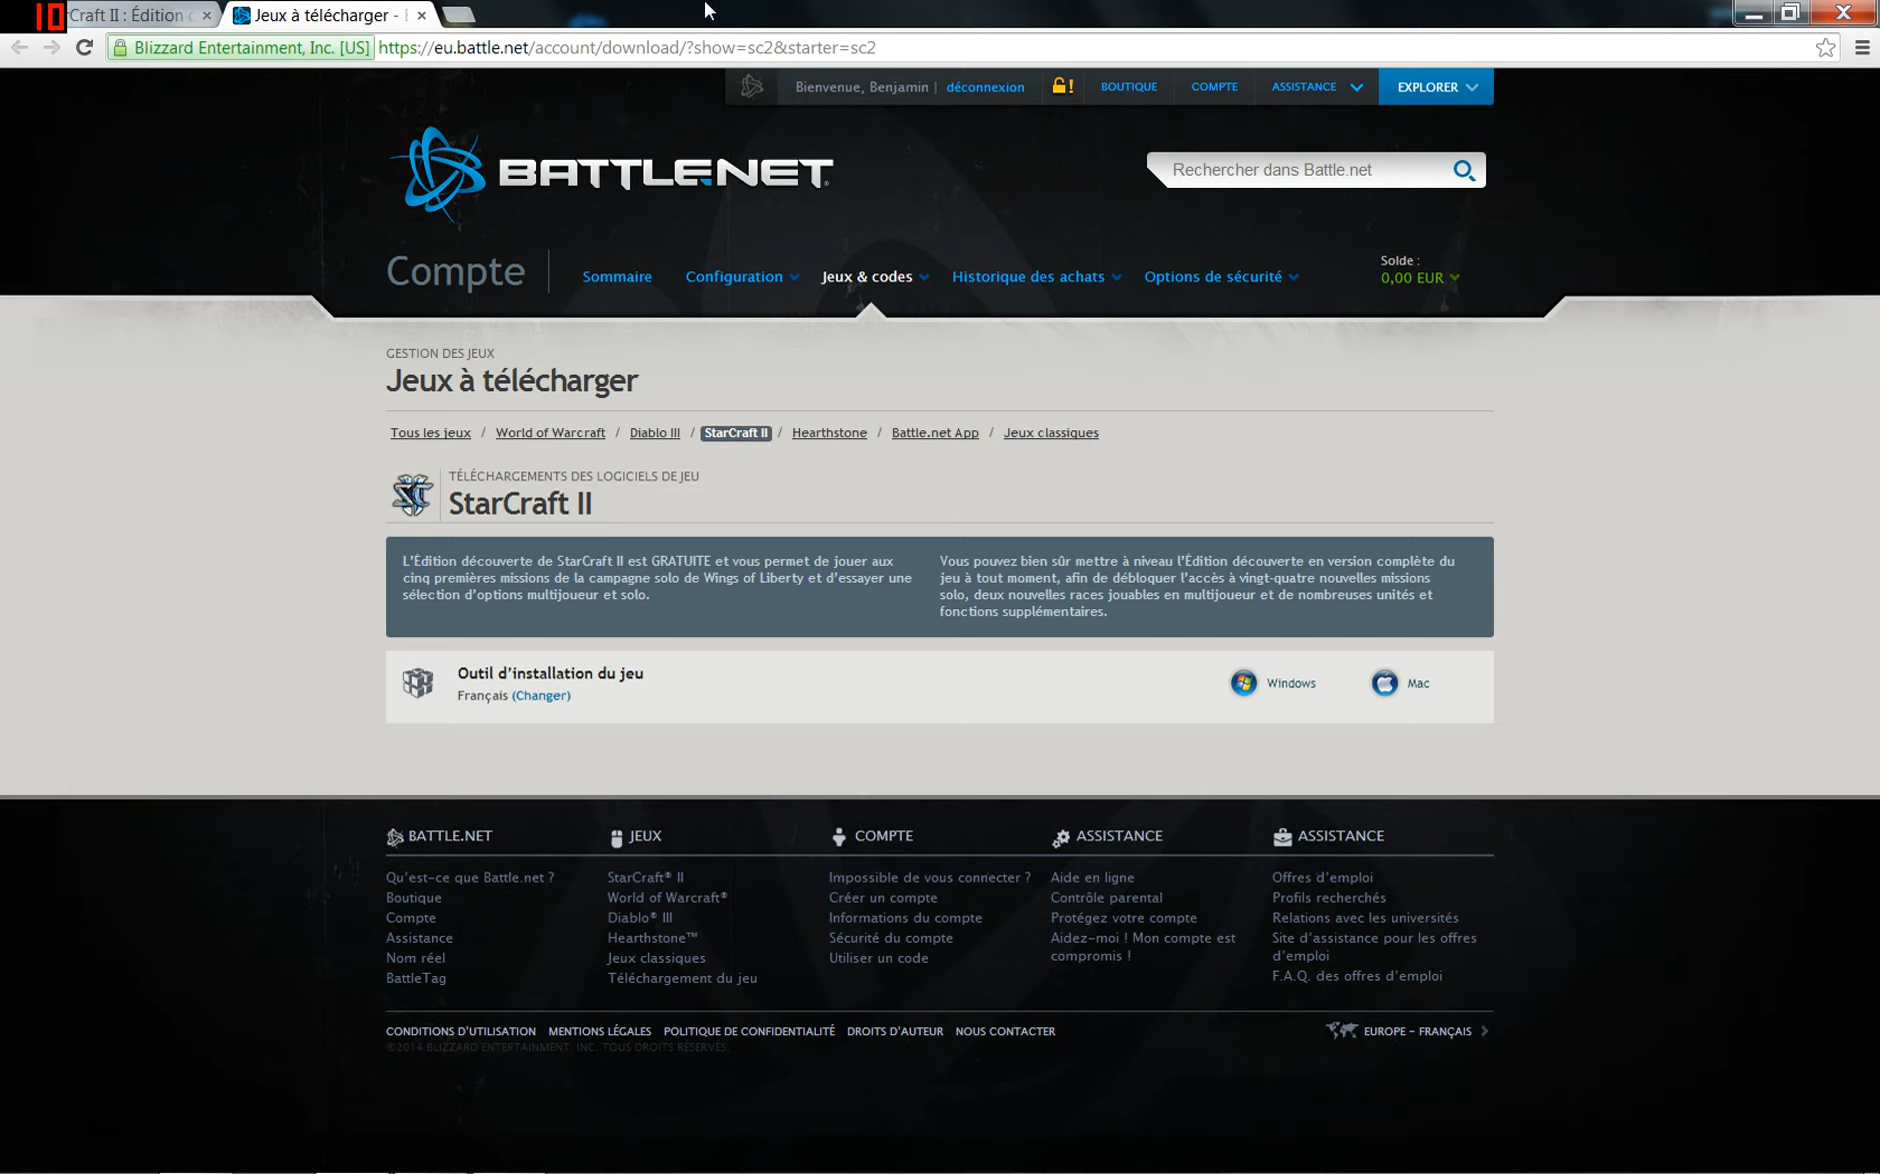 10
Craft II : Édition
Jeux à télécharger -
Blizzard Entertainment, Inc. [US]
https://eu.battle.net/account/download/?show=sc2&starter=sc2
Bienvenue, Benjamin | déconnexion
BOUTIQUE
COMPTE
ASSISTANCE
EXPLORER
BATTLE.NET
Rechercher dans Battle.net
Compte
Sommaire
Configuration
Jeux & codes
Historique des achats
Options de sécurité
Solde :
0,00 EUR
GESTION DES JEUX
Jeux à télécharger
Tous les jeux / World of Warcraft / Diablo III / StarCraft II / Hearthstone / Battle.net App / Jeux classiques
TÉLÉCHARGEMENTS DES LOGICIELS DE JEU
StarCraft II
L'Édition découverte de StarCraft II est GRATUITE et vous permet de jouer aux
cinq premières missions de la campagne solo de Wings of Liberty et d'essayer une
sélection d'options multijoueur et solo.
Vous pouvez bien sûr mettre à niveau l'Édition découverte en version complète du
jeu à tout moment, afin de débloquer l'accès à vingt-quatre nouvelles missions
solo, deux nouvelles races jouables en multijoueur et de nombreuses unités et
fonctions supplémentaires.
Outil d'installation du jeu
Français (Changer)
Windows
Mac
BATTLE.NET
Qu'est-ce que Battle.net ?
Boutique
Compte
Assistance
Nom réel
BattleTag
JEUX
StarCraft® II
World of Warcraft®
Diablo® III
Hearthstone™
Jeux classiques
Téléchargement du jeu
COMPTE
Impossible de vous connecter ?
Créer un compte
Informations du compte
Sécurité du compte
Utiliser un code
ASSISTANCE
Aide en ligne
Contrôle parental
Protégez votre compte
Aidez-moi ! Mon compte est
compromis !
ASSISTANCE
Offres d'emploi
Profils recherchés
Relations avec les universités
Site d'assistance pour les offres
d'emploi
F.A.Q. des offres d'emploi
CONDITIONS D'UTILISATION MENTIONS LÉGALES POLITIQUE DE CONFIDENTIALITÉ DROITS D'AUTEUR NOUS CONTACTER
EUROPE - FRANÇAIS
©2014 BLIZZARD ENTERTAINMENT, INC. TOUS DROITS RÉSERVÉS.